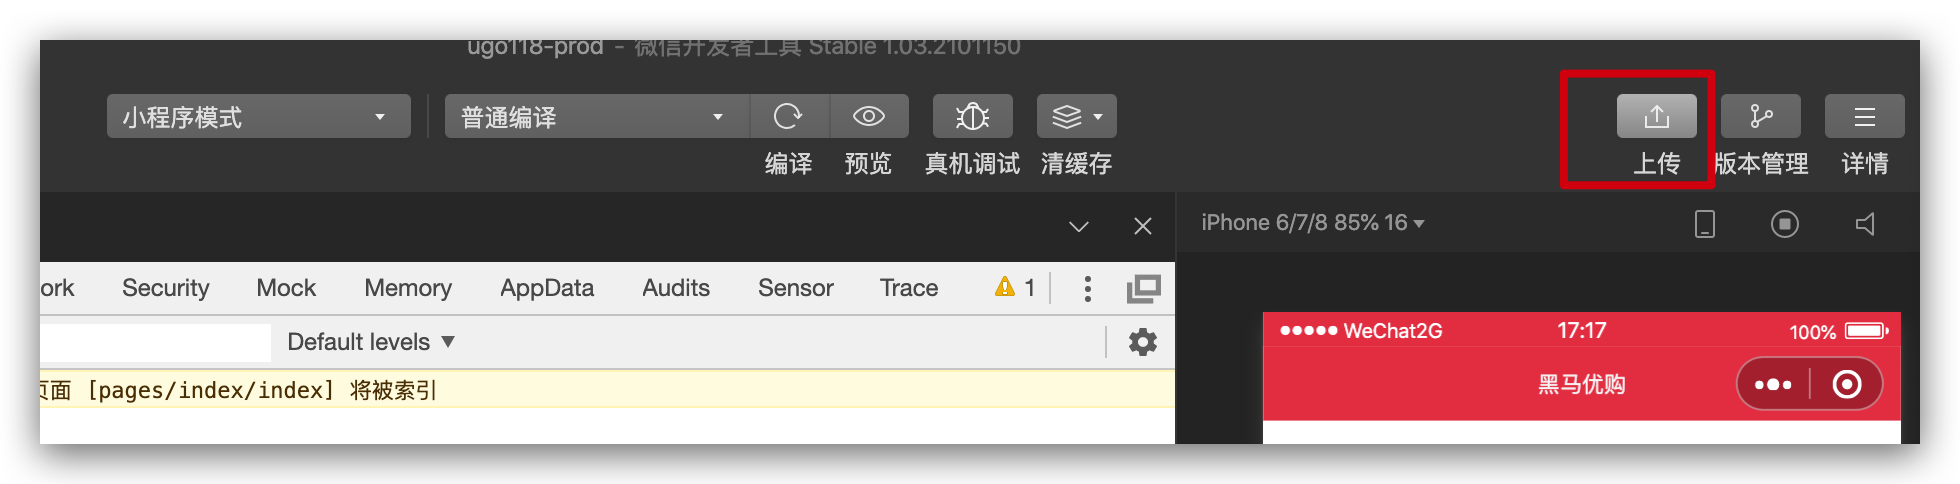 ugo118-prod - 微信开发者工具 Stable 1.03.2101150
小程序模式 普通编译
编译 预览 真机调试 清缓存 上传 版本管理 详情
iPhone 6/7/8 85% 16
ork Security Mock Memory AppData Audits Sensor Trace 1
Default levels
页面 [pages/index/index] 将被索引
WeChat2G 17:17 100%
黑马优购